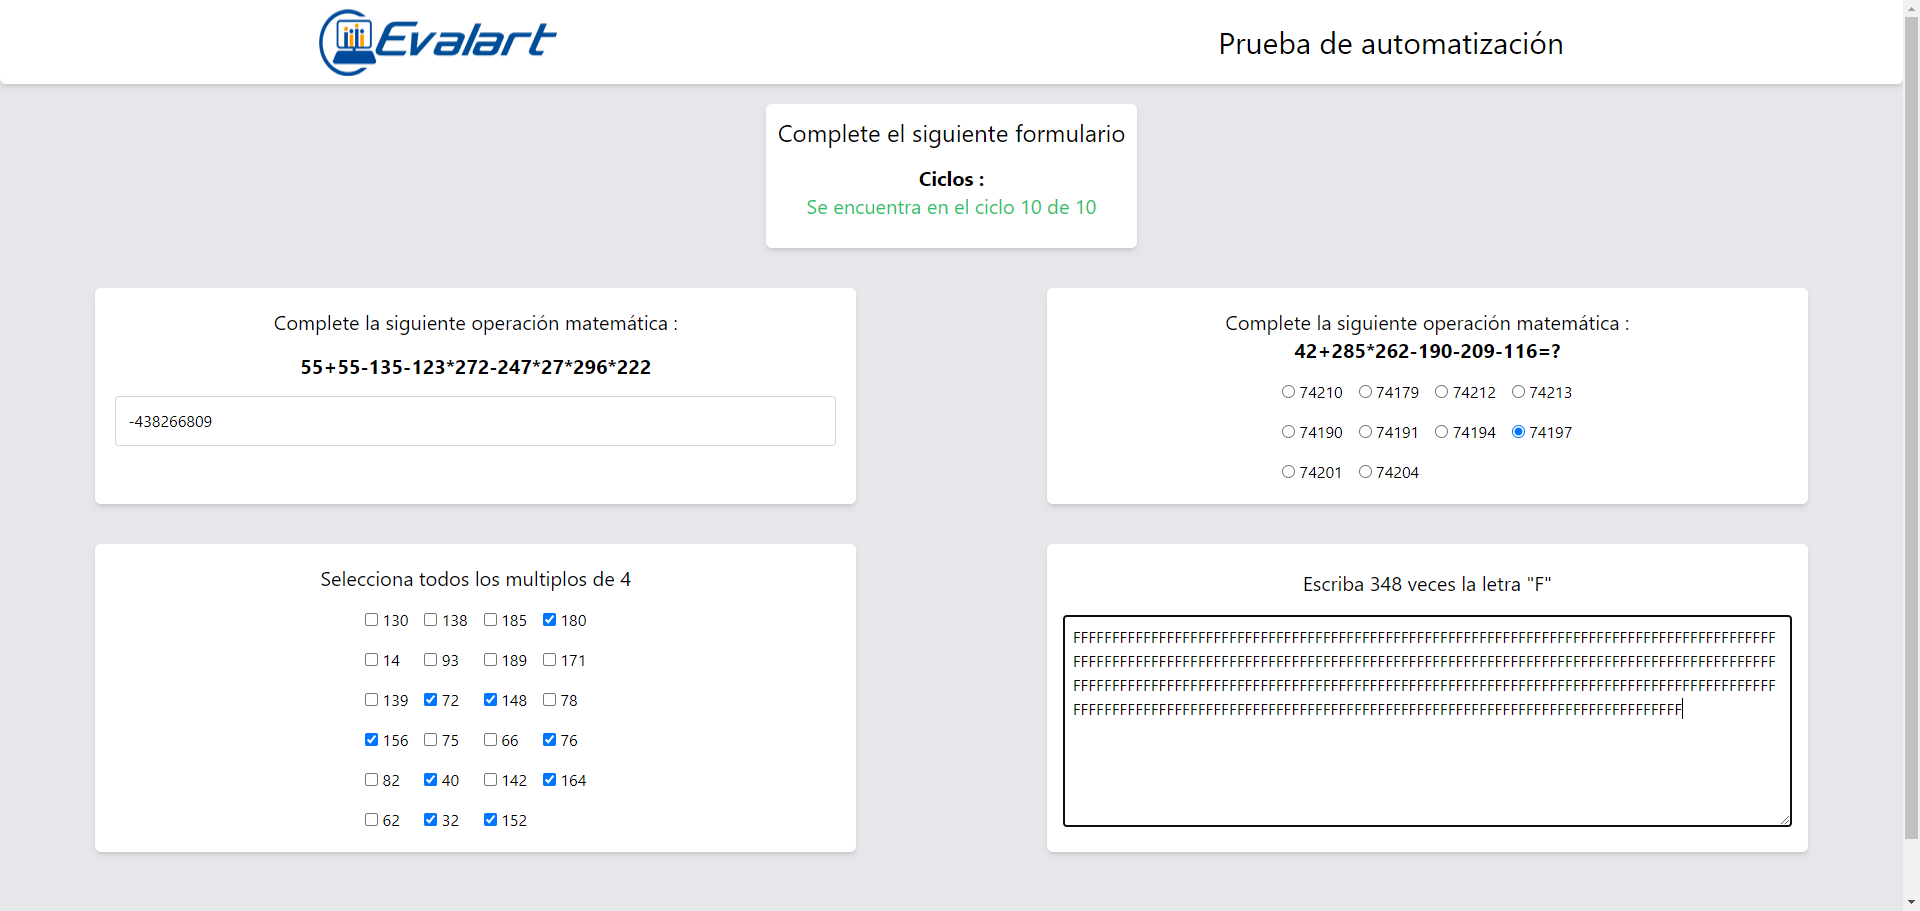 Evalart
Prueba de automatización
Complete el siguiente formulario
Ciclos :
Se encuentra en el ciclo 10 de 10
Complete la siguiente operación matemática :
55+55-135-123*272-247*27*296*222
-438266809
Complete la siguiente operación matemática :
42+285*262-190-209-116=?
74210 74179 74212 74213
74190 74191 74194 74197
74201 74204
Selecciona todos los multiplos de 4
130 138 185 180
14 93 189 171
139 72 148 78
156 75 66 76
82 40 142 164
62 32 152
Escriba 348 veces la letra "F"
FFFFFFFFFFFFFFFFFFFFFFFFFFFFFFFFFFFFFFFFFFFFFFFFFFFFFFFFFFFFFFFFFFFFFFFFFFFFFFFFFFFFFFFFFF
FFFFFFFFFFFFFFFFFFFFFFFFFFFFFFFFFFFFFFFFFFFFFFFFFFFFFFFFFFFFFFFFFFFFFFFFFFFFFFFFFFFFFFFFFF
FFFFFFFFFFFFFFFFFFFFFFFFFFFFFFFFFFFFFFFFFFFFFFFFFFFFFFFFFFFFFFFFFFFFFFFFFFFFFFFFFFFFFFFFFF
FFFFFFFFFFFFFFFFFFFFFFFFFFFFFFFFFFFFFFFFFFFFFFFFFFFFFFFFFFFFFFFFFFFFFFFFFFFFFF